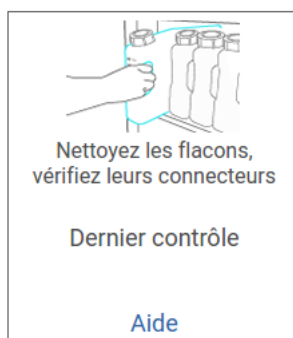 Nettoyez les flacons,
vérifiez leurs connecteurs
Dernier contrôle
Aide